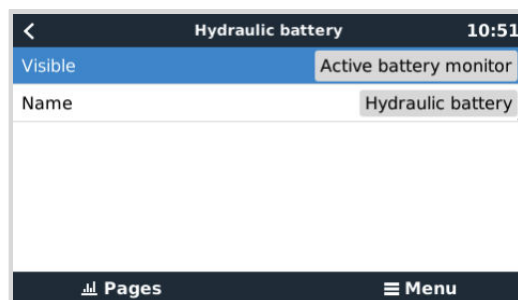 Hydraulic battery 10:51
Visible Active battery monitor
Name Hydraulic battery
Pages Menu